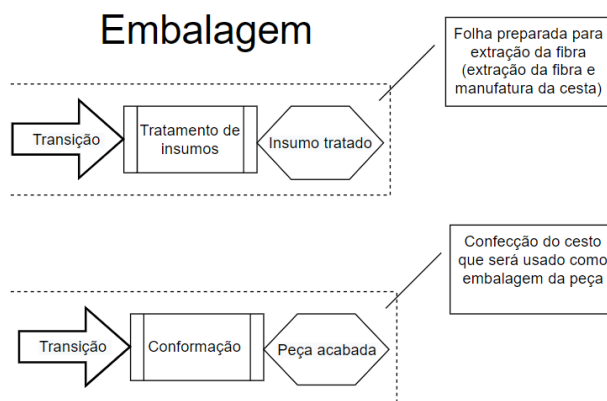 Embalagem
Folha preparada para
extração da fibra
(extração da fibra e
manufatura da cesta)
Transição
Tratamento de
insumos
Insumo tratado
Confecção do cesto
que será usado como
embalagem da peça
Transição
Conformação
Peça acabada